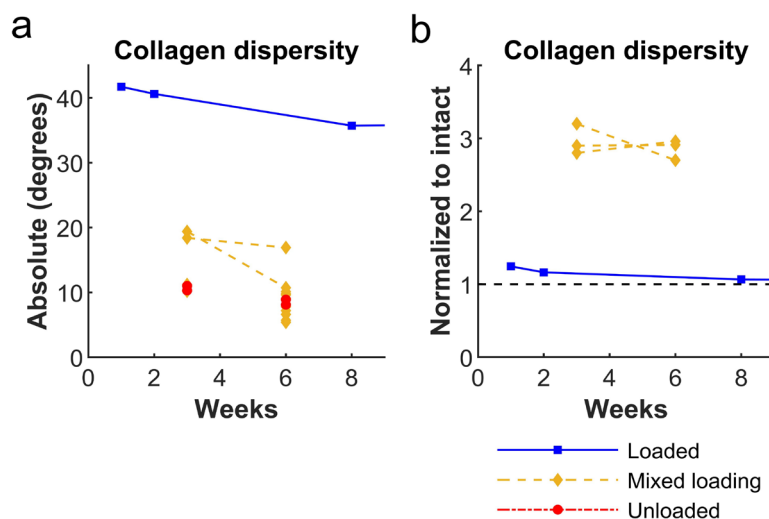 a
Collagen dispersity
Absolute (degrees)
40
30
20
10
0
0 2 4 6 8
Weeks
b
Collagen dispersity
Normalized to intact
4
3
2
1
0
0 2 4 6 8
Weeks
Loaded
Mixed loading
Unloaded